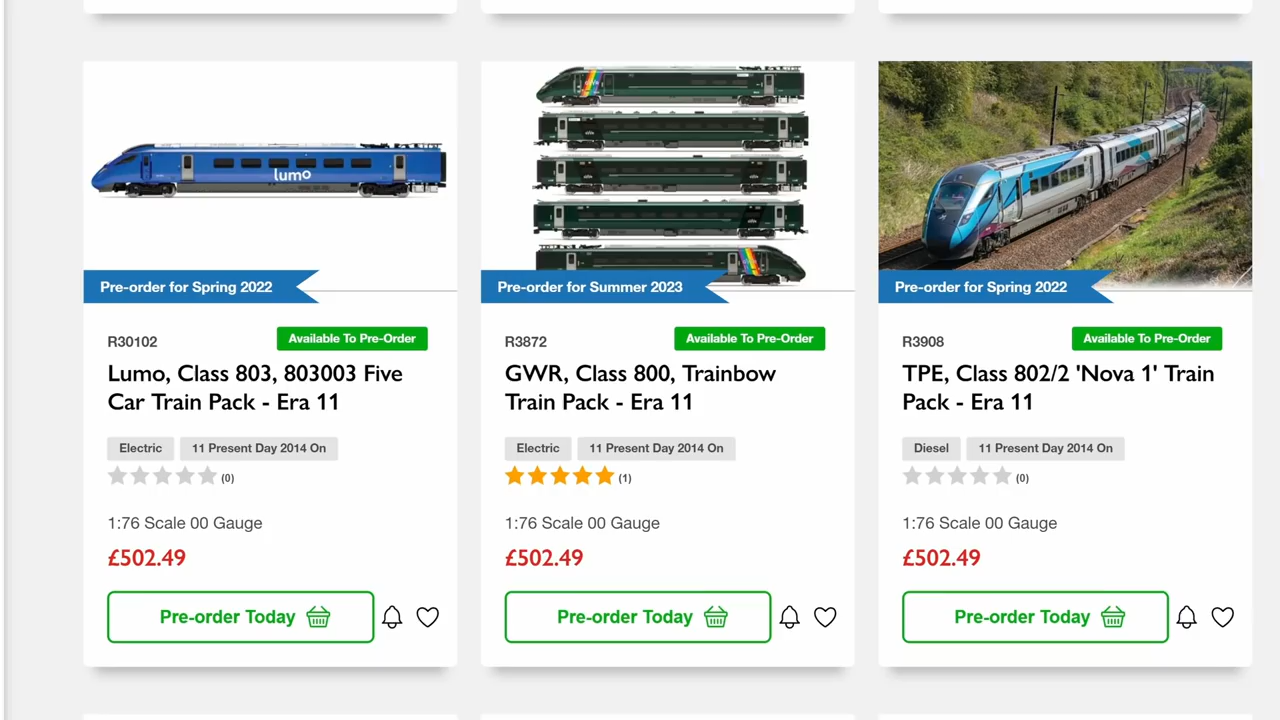 lumo
Pre-order for Spring 2022
R30102
Available To Pre-Order
Lumo, Class 803, 803003 Five
Car Train Pack - Era 11
Electric
11 Present Day 2014 On
(0)
1:76 Scale 00 Gauge
£502.49
Pre-order Today
Pre-order for Summer 2023
R3872
Available To Pre-Order
GWR, Class 800, Trainbow
Train Pack - Era 11
Electric
11 Present Day 2014 On
(1)
1:76 Scale 00 Gauge
£502.49
Pre-order Today
Pre-order for Spring 2022
R3908
Available To Pre-Order
TPE, Class 802/2 'Nova 1' Train
Pack - Era 11
Diesel
11 Present Day 2014 On
(0)
1:76 Scale 00 Gauge
£502.49
Pre-order Today